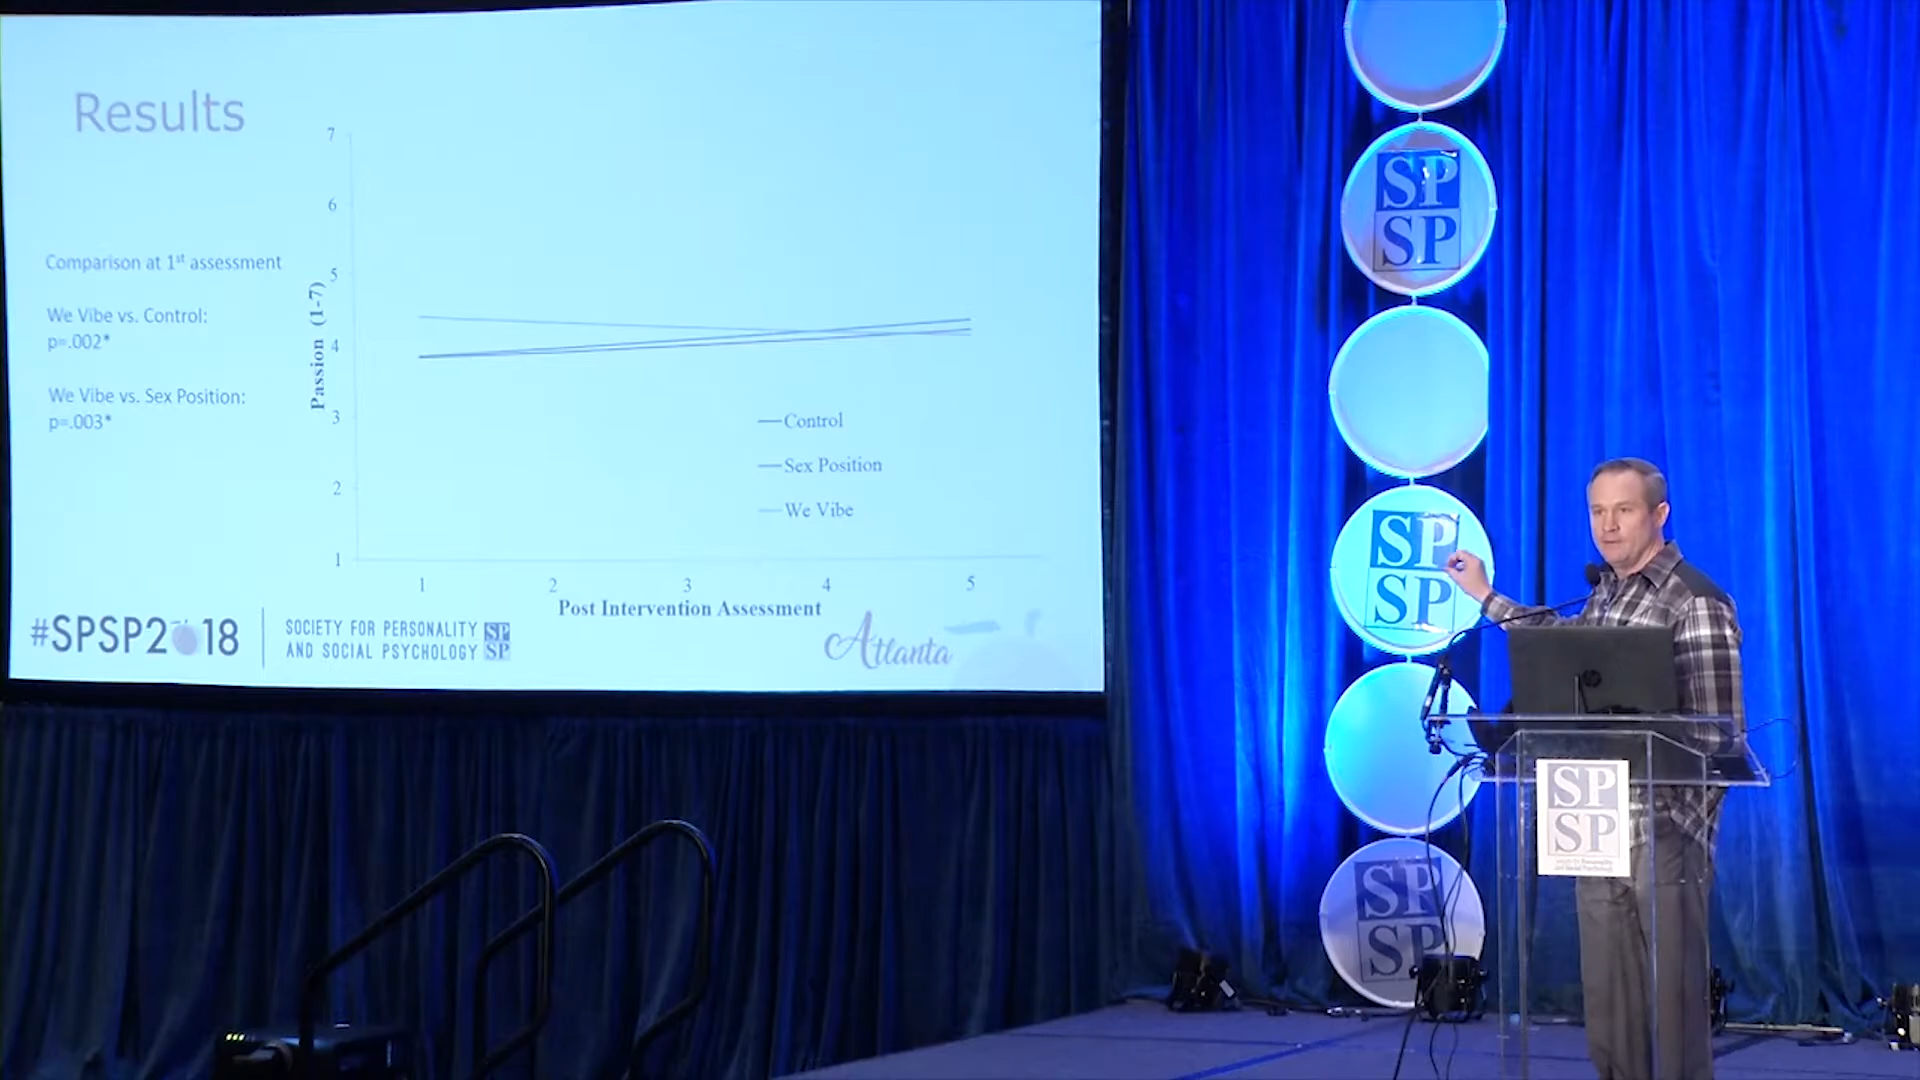 Results
Comparison at 1st assessment
We Vibe vs. Control:
p=.002*
We Vibe vs. Sex Position:
p=.003*
Passion (1-7)
7
6
5
4
3
2
1
1 2 3 4 5
Post Intervention Assessment
Control
Sex Position
We Vibe
#SPSP2018
SOCIETY FOR PERSONALITY
AND SOCIAL PSYCHOLOGY
SP
SP
Atlanta
SP
SP
SP
SP
SP
SP
hp
SP
SP